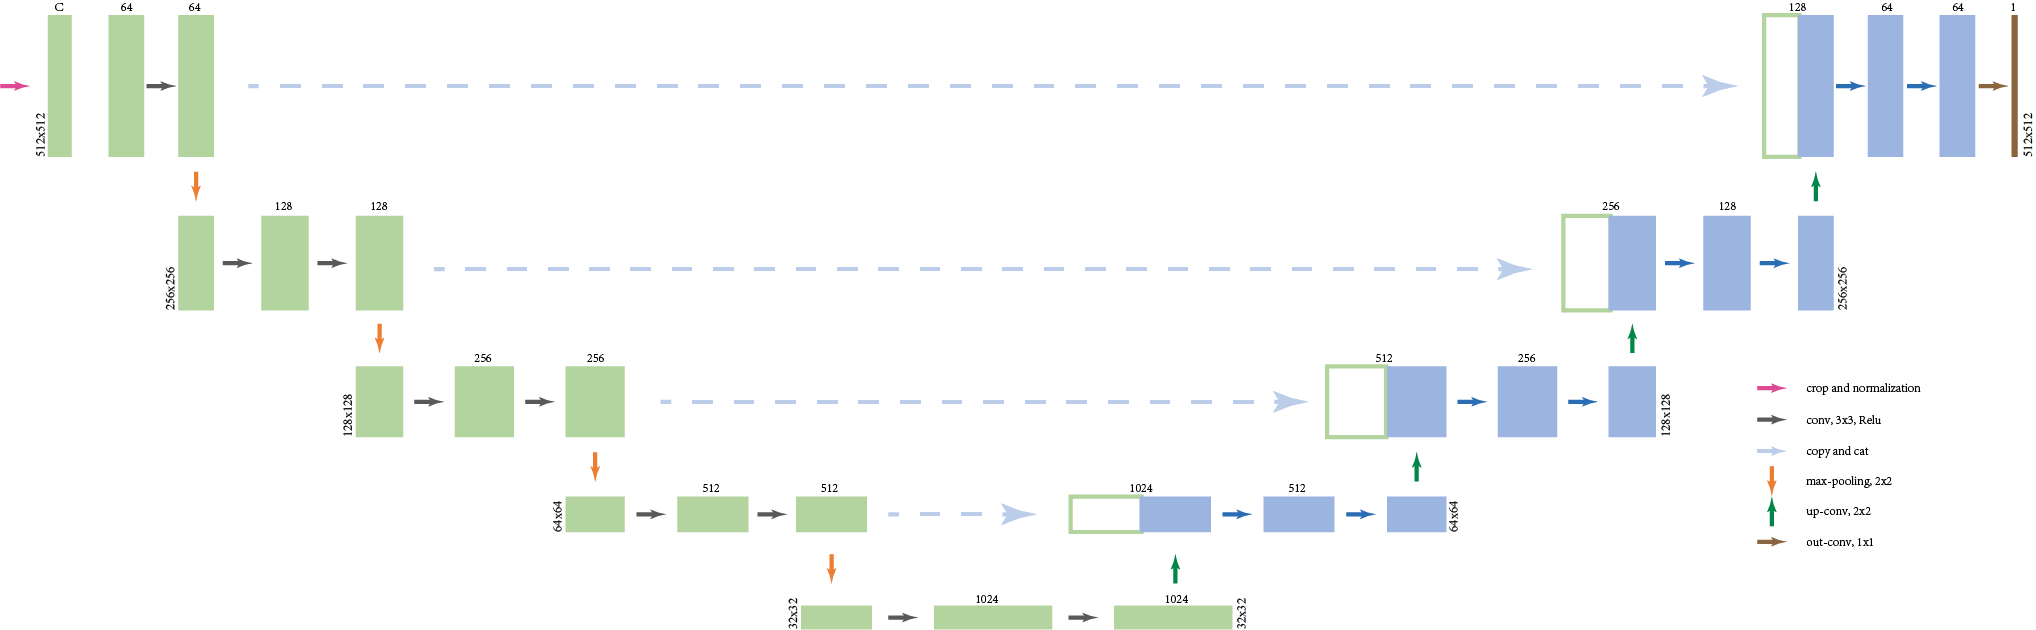 C
64
64
128
64
64
1
512x512
512x512
128
128
256
128
256x256
256x256
256
256
512
256
128x128
128x128
crop and normalization
conv, 3x3, Relu
copy and cat
max-pooling, 2x2
up-conv, 2x2
out-conv, 1x1
512
512
1024
512
64x64
64x64
1024
1024
32x32
32x32